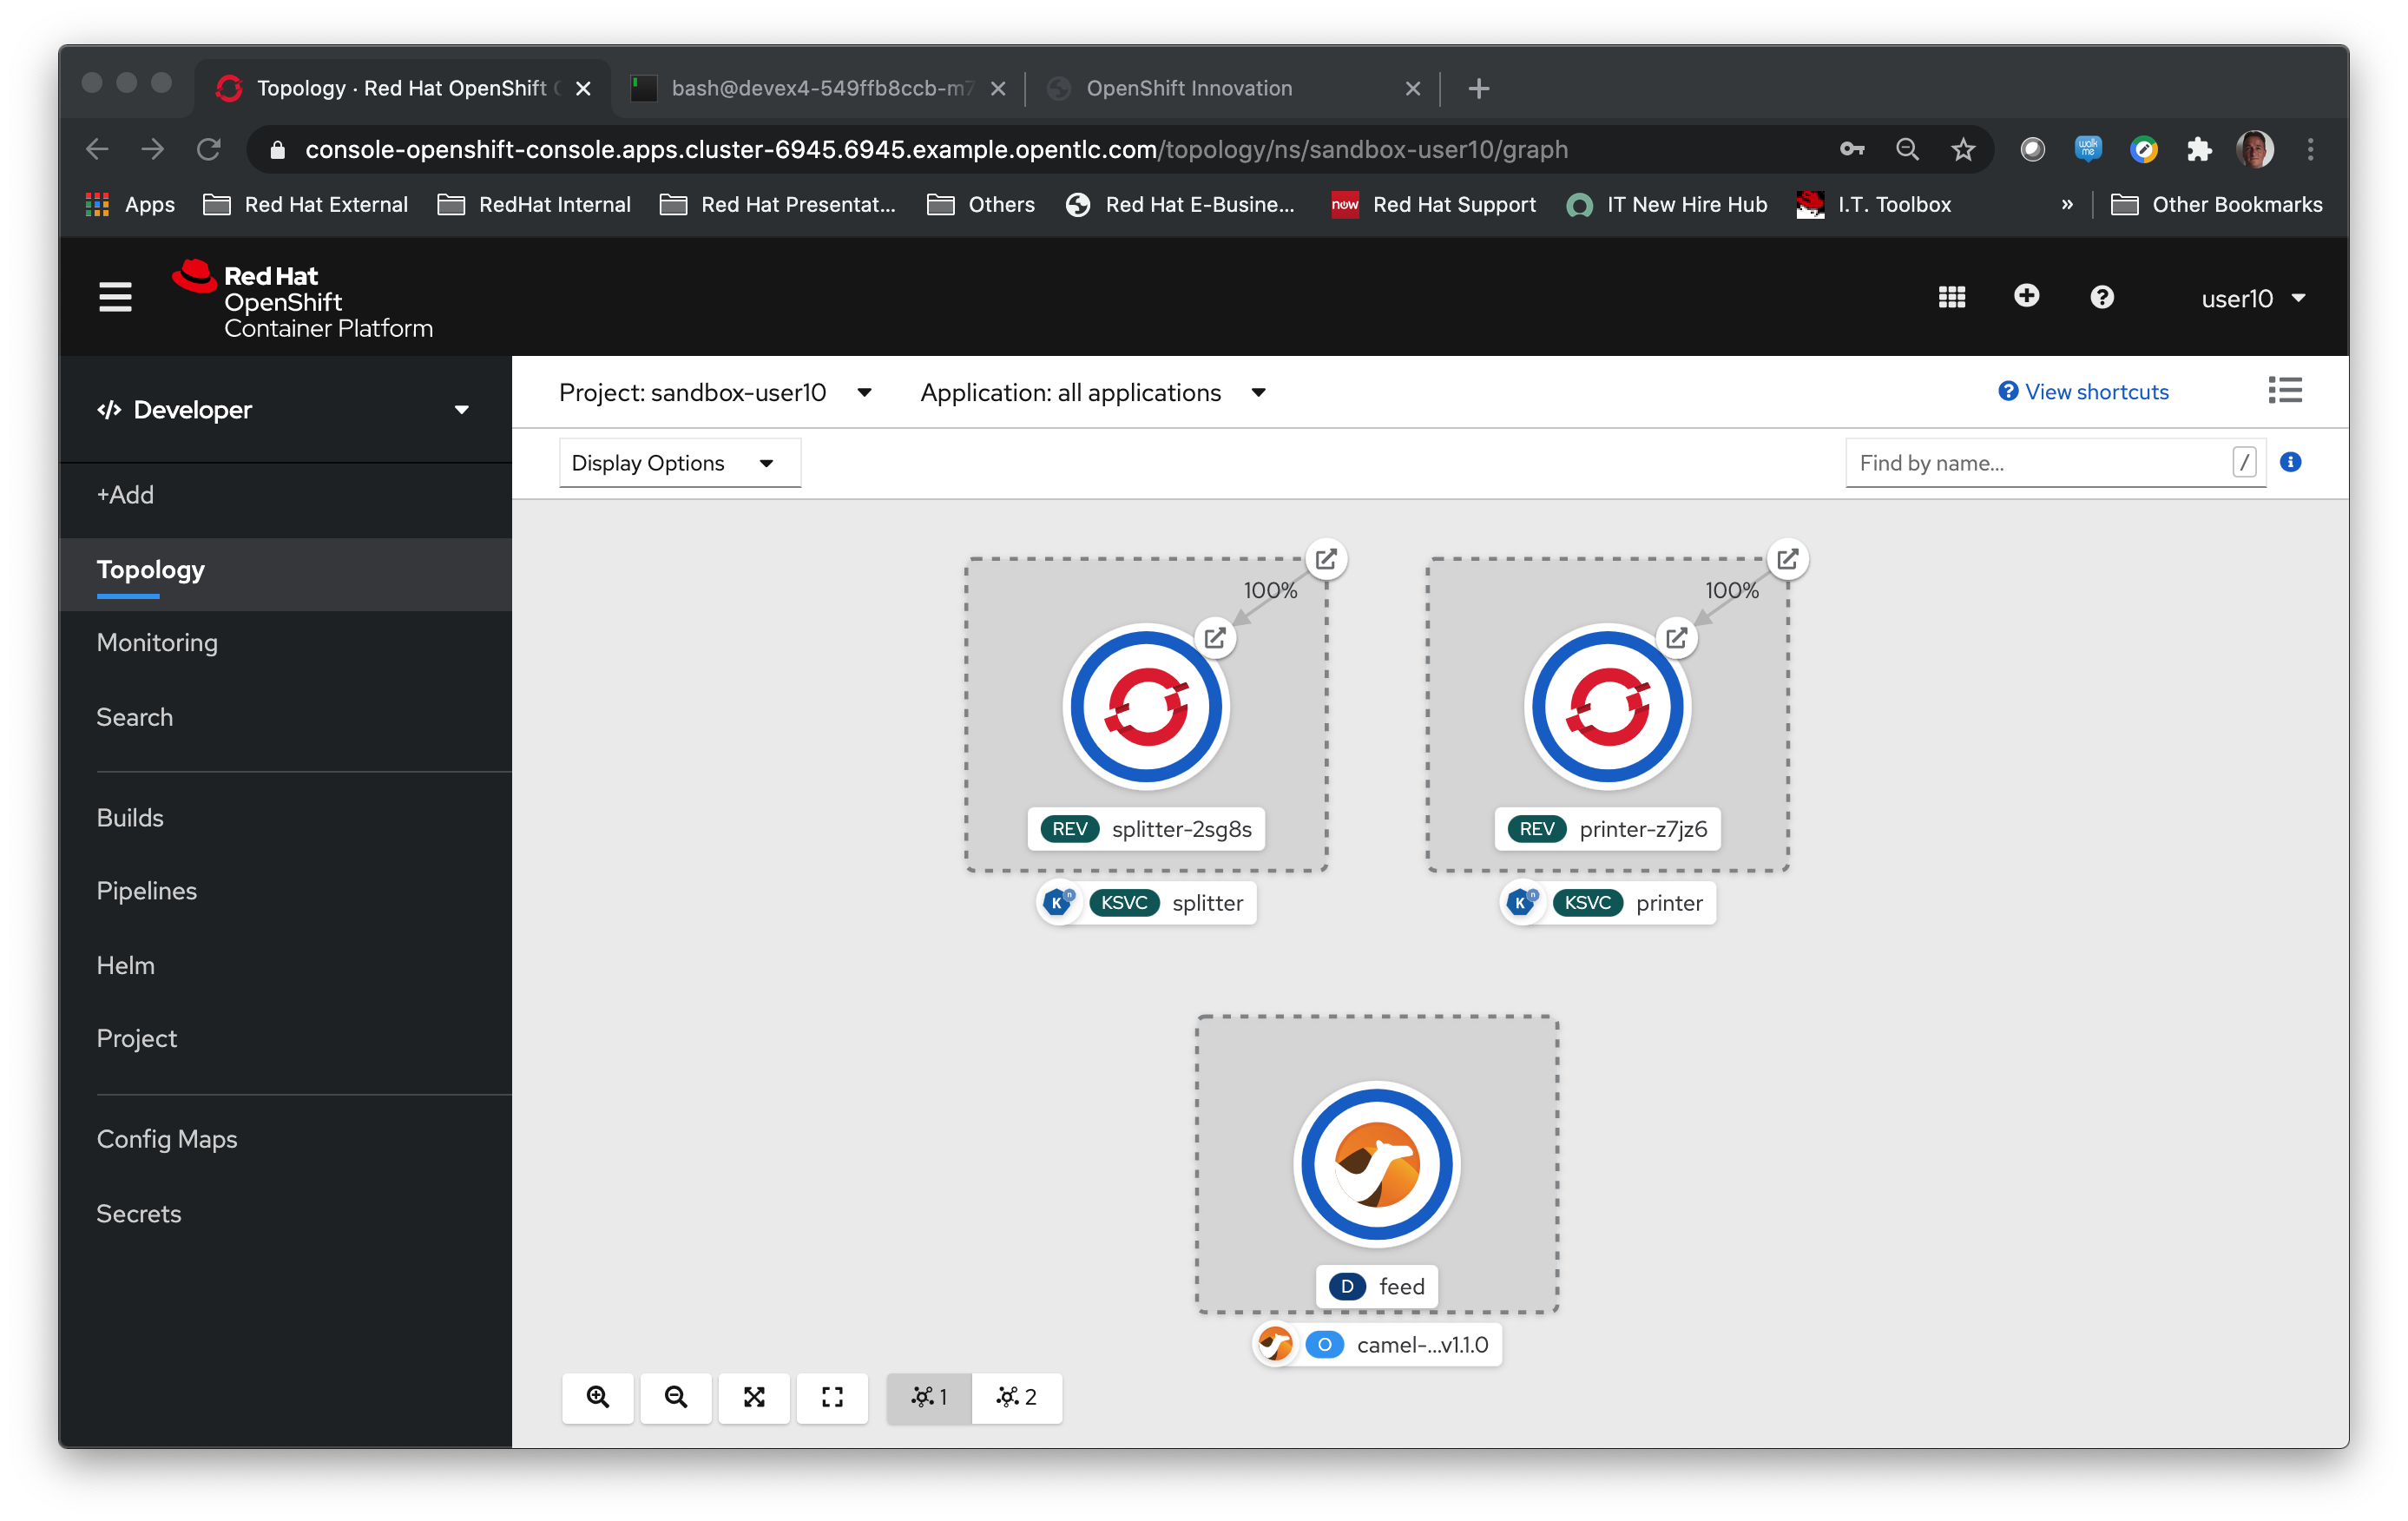 Topology · Red Hat OpenShift
bash@devex4-549ffb8ccb-m7
OpenShift Innovation
console-openshift-console.apps.cluster-6945.6945.example.opentlc.com/topology/ns/sandbox-user10/graph
walk me
Apps
Red Hat External
RedHat Internal
Red Hat Presentat...
Others
Red Hat E-Busine...
now
Red Hat Support
IT New Hire Hub
I.T. Toolbox
»
Other Bookmarks
Red Hat
OpenShift
Container Platform
user10
Developer
+Add
Topology
Monitoring
Search
Builds
Pipelines
Helm
Project
Config Maps
Secrets
Project: sandbox-user10
Application: all applications
View shortcuts
Display Options
Find by name...
/
100%
100%
REV splitter-2sg8s
REV printer-z7jz6
K n KSVC splitter
K n KSVC printer
D feed
O camel-...v1.1.0
1
2